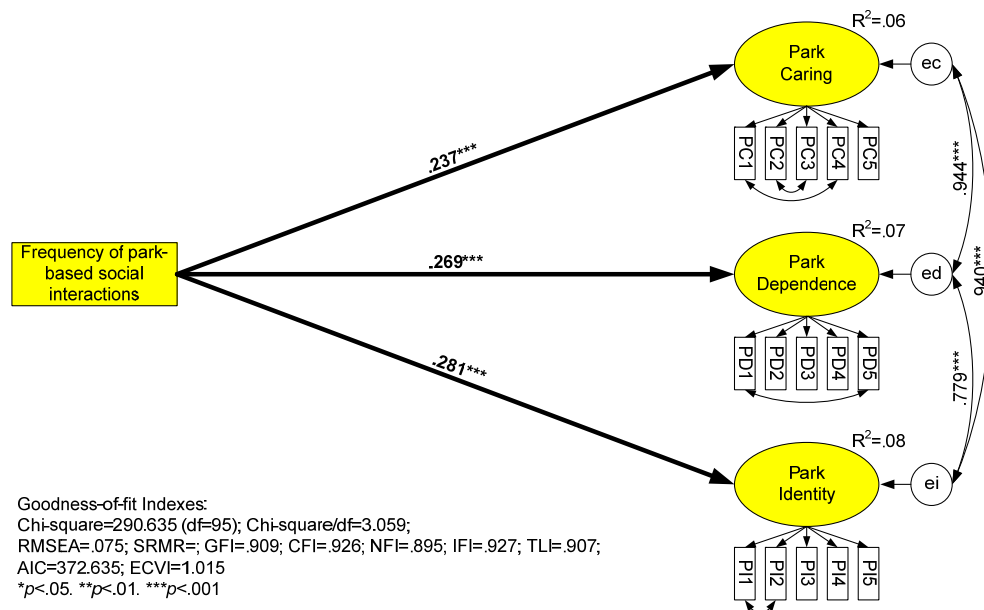 R²=.06
Park
Caring
ec
PC1
PC2
PC3
PC4
PC5
.237***
.944***
Frequency of park-
based social
interactions
.269***
R²=.07
Park
Dependence
ed
.940***
PD1
PD2
PD3
PD4
PD5
.281***
.779***
R²=.08
Park
Identity
ei
PI1
PI2
PI3
PI4
PI5
Goodness-of-fit Indexes:
Chi-square=290.635 (df=95); Chi-square/df=3.059;
RMSEA=.075; SRMR=; GFI=.909; CFI=.926; NFI=.895; IFI=.927; TLI=.907;
AIC=372.635; ECVI=1.015
*p<.05. **p<.01. ***p<.001